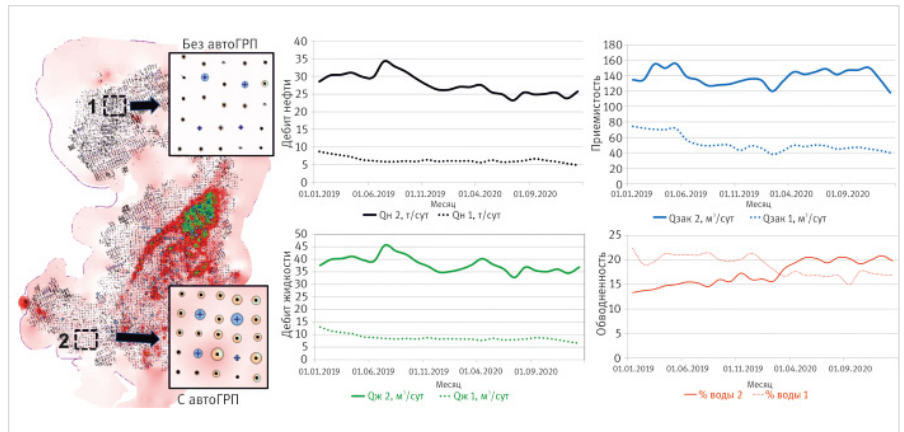 Без автоГРП
1
2
С автоГРП
Дебит нефти
40
35
30
25
20
15
10
5
0
01.01.2019 01.06.2019 01.11.2019 01.04.2020 01.09.2020
Месяц
Qн 2, т/сут Qн 1, т/сут
Приемистость
180
160
140
120
100
80
60
40
20
0
01.01.2019 01.06.2019 01.11.2019 01.04.2020 01.09.2020
Месяц
Qзак 2, м³/сут Qзак 1, м³/сут
Дебит жидкости
50
45
40
35
30
25
20
15
10
5
0
01.01.2019 01.06.2019 01.11.2019 01.04.2020 01.09.2020
Месяц
Qж 2, м³/сут Qж 1, м³/сут
Обводненность
25
20
15
10
5
0
01.01.2019 01.06.2019 01.11.2019 01.04.2020 01.09.2020
Месяц
% воды 2 % воды 1